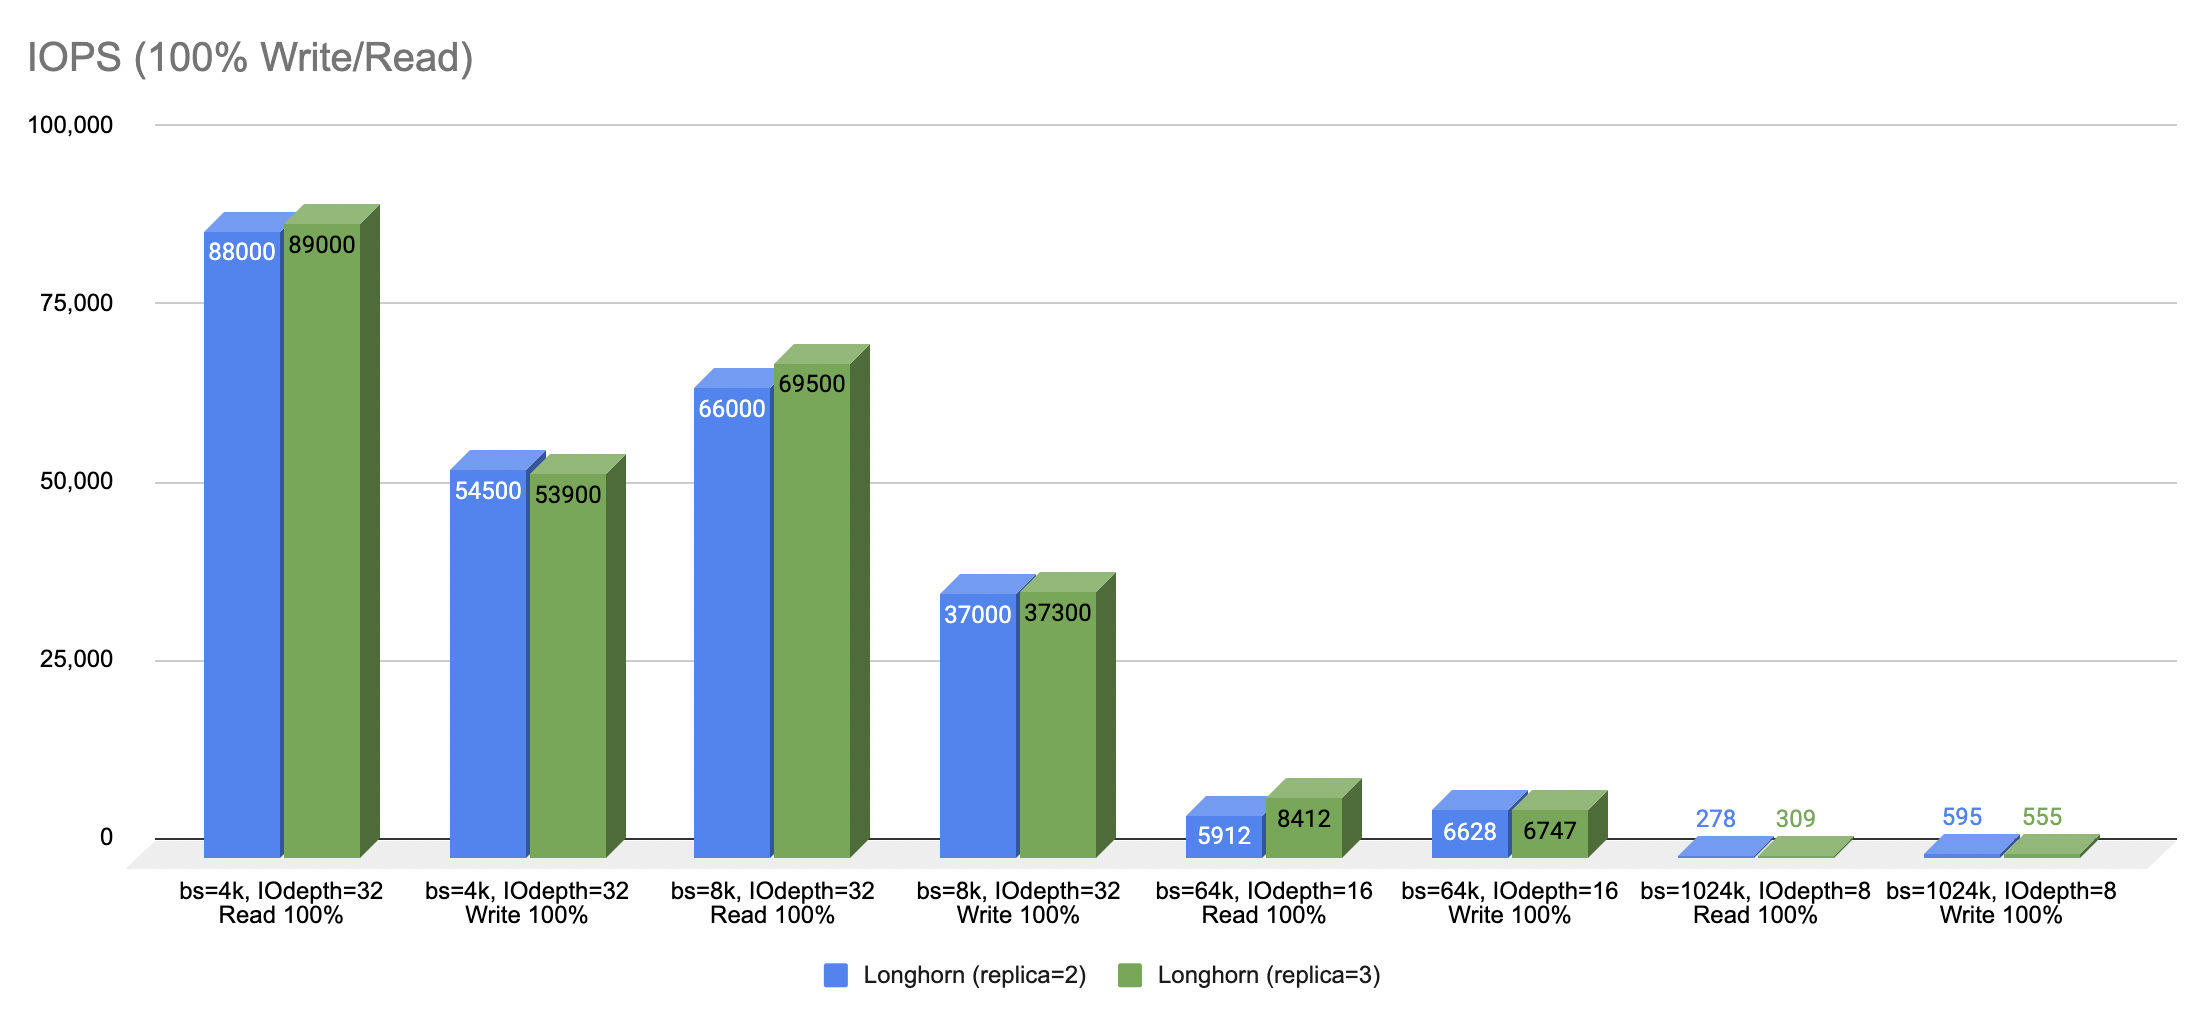 IOPS (100% Write/Read)
100,000
75,000
50,000
25,000
0
88000
89000
54500
53900
66000
69500
37000
37300
5912
8412
6628
6747
278
309
595
555
bs=4k, IOdepth=32
Read 100%
bs=4k, IOdepth=32
Write 100%
bs=8k, IOdepth=32
Read 100%
bs=8k, IOdepth=32
Write 100%
bs=64k, IOdepth=16
Read 100%
bs=64k, IOdepth=16
Write 100%
bs=1024k, IOdepth=8
Read 100%
bs=1024k, IOdepth=8
Write 100%
Longhorn (replica=2)
Longhorn (replica=3)